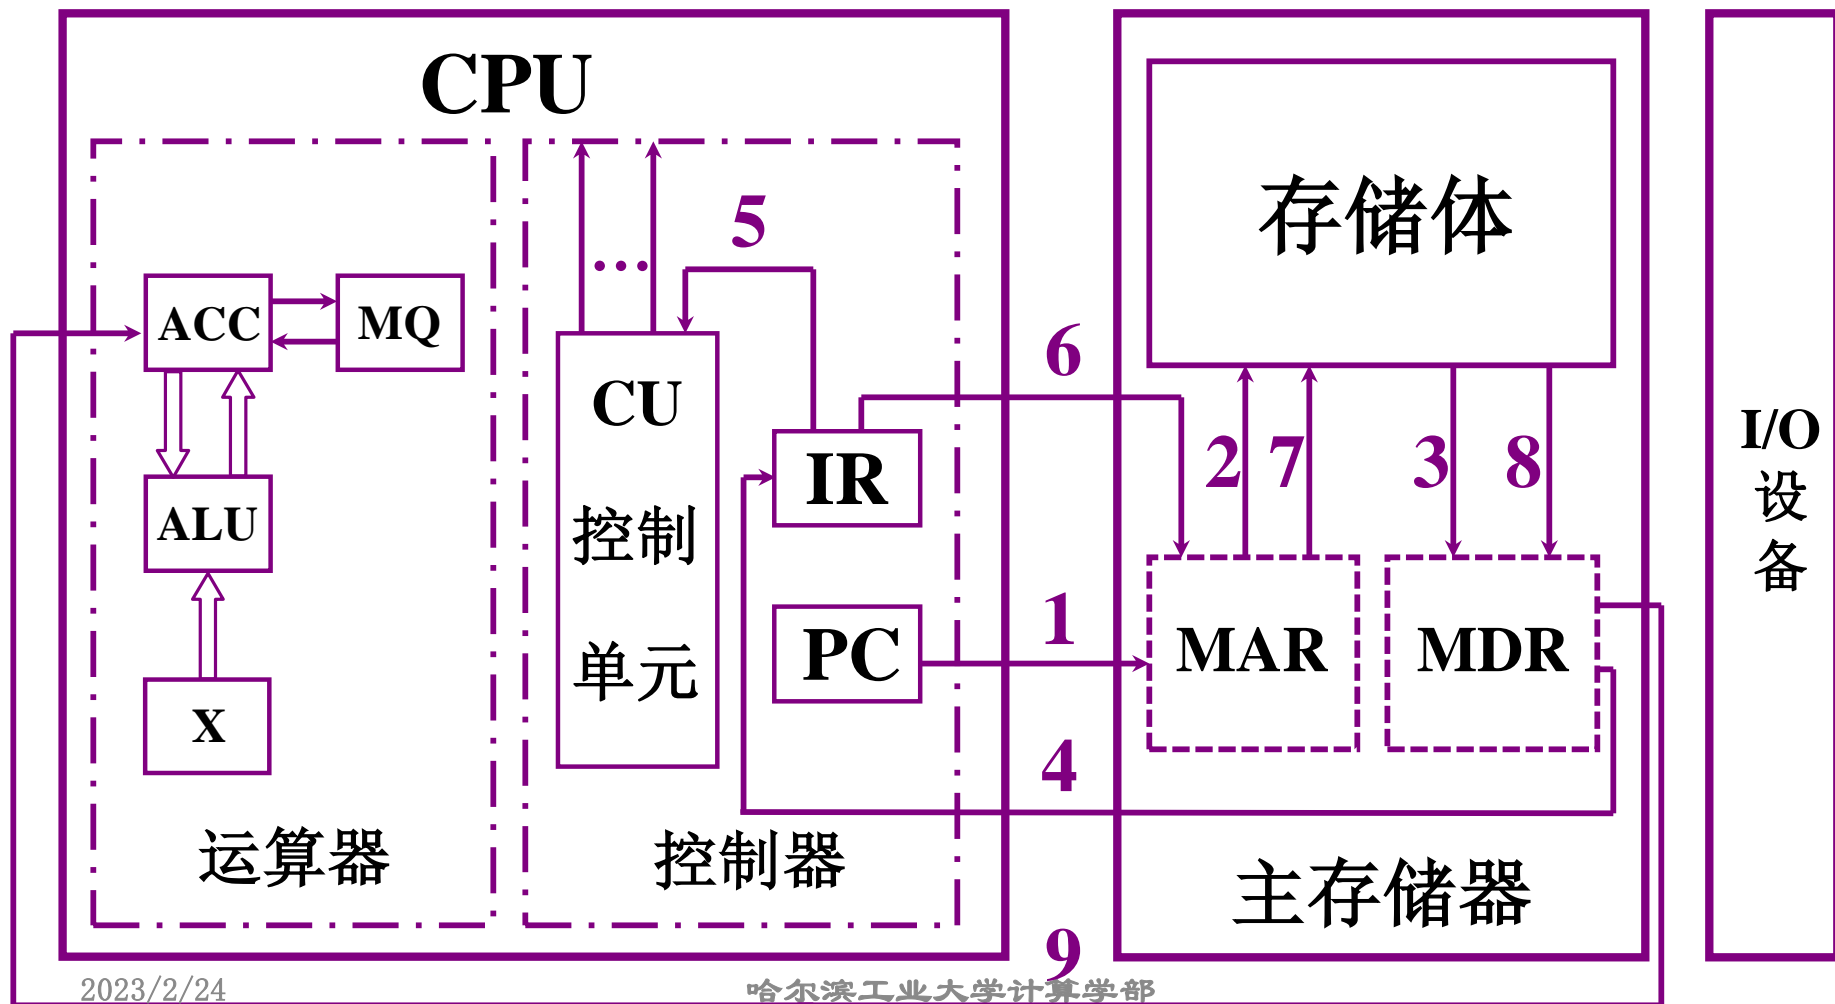 CPU
存储体
5
…
ACC
MQ
6
CU
控制
单元
IR
2
7
3
8
I/O
设
备
ALU
1
PC
MAR
MDR
X
4
运算器
控制器
主存储器
9
2023/2/24
哈尔滨工业大学计算学部